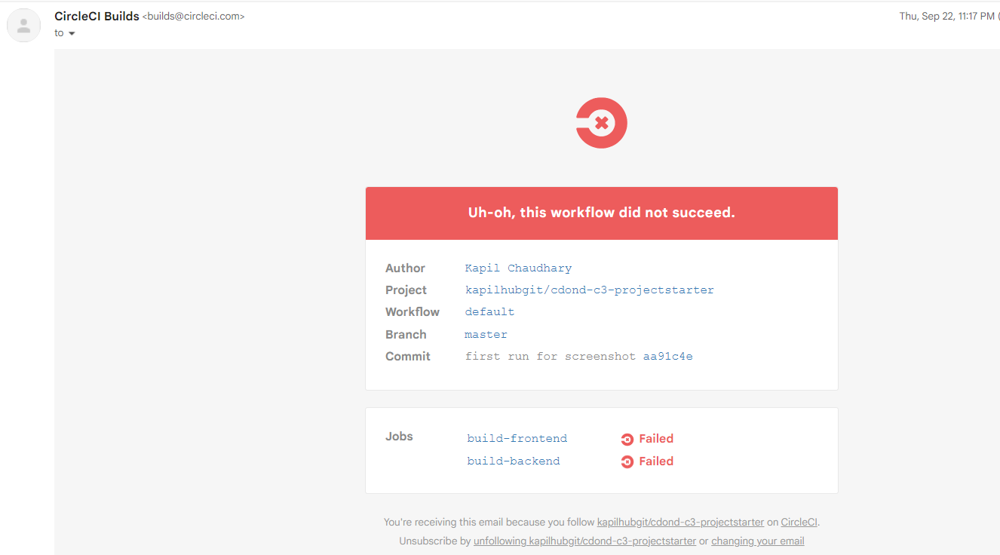 CircleCI Builds <builds@circleci.com>
Thu, Sep 22, 11:17 PM (
to
Uh-oh, this workflow did not succeed.
Author Kapil Chaudhary
Project kapilhubgit/cdond-c3-projectstarter
Workflow default
Branch master
Commit first run for screenshot aa91c4e
Jobs build-frontend Failed
build-backend Failed
You're receiving this email because you follow kapilhubgit/cdond-c3-projectstarter on CircleCI.
Unsubscribe by unfollowing kapilhubgit/cdond-c3-projectstarter or changing your email